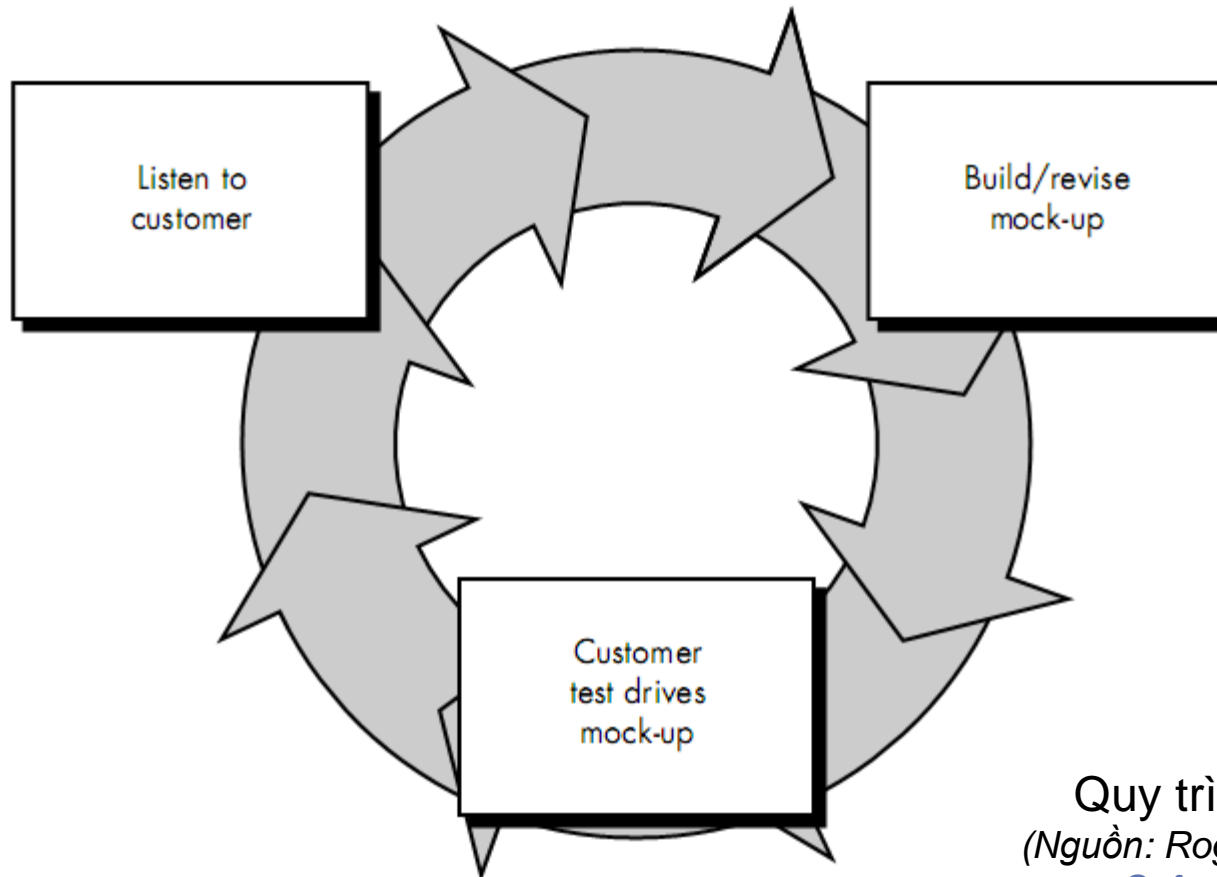 Listen to
customer
Build/revise
mock-up
Customer
test drives
mock-up
Quy trì
(Nguồn: Rog